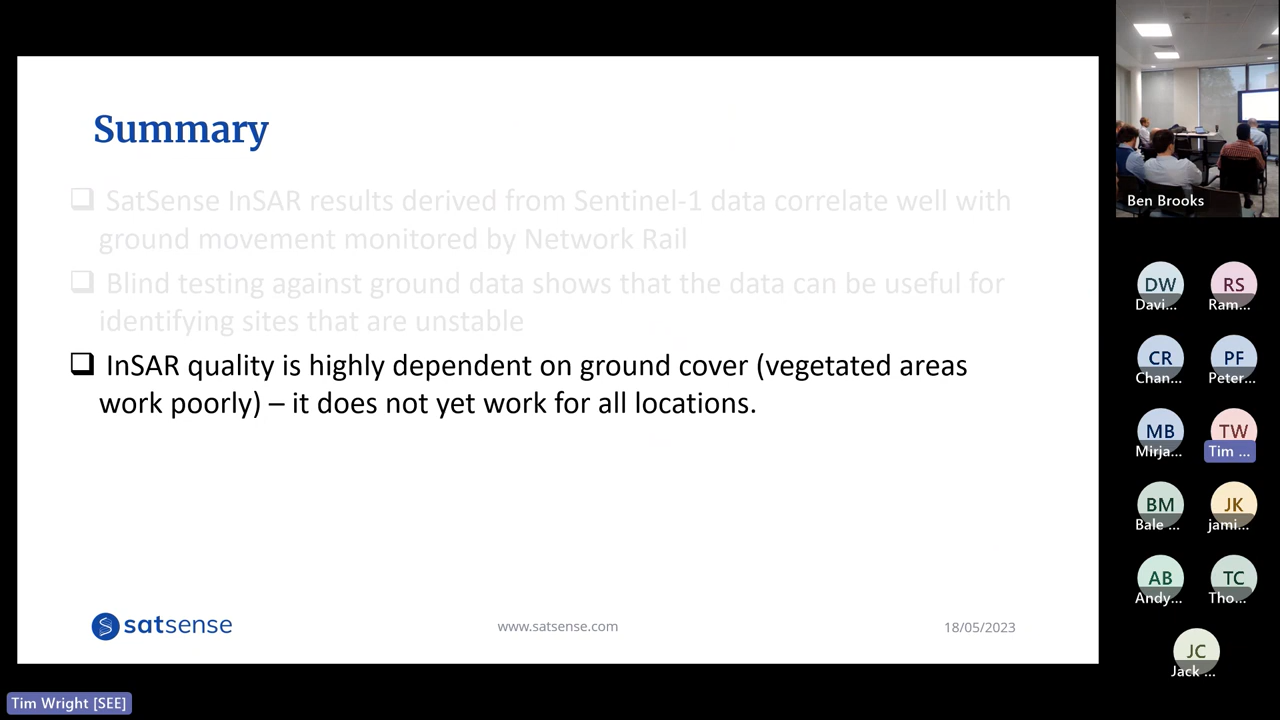 Summary
❑ SatSense InSAR results derived from Sentinel-1 data correlate well with
ground movement monitored by Network Rail
❑ Blind testing against ground data shows that the data can be useful for
identifying sites that are unstable
❑ InSAR quality is highly dependent on ground cover (vegetated areas
work poorly) – it does not yet work for all locations.
satsense
www.satsense.com
18/05/2023
Tim Wright [SEE]
Ben Brooks
DW
Davi...
RS
Ram...
CR
Chan...
PF
Peter...
MB
Mirja...
TW
Tim ...
BM
Bale ...
JK
jami...
AB
Andy...
TC
Tho...
JC
Jack ...